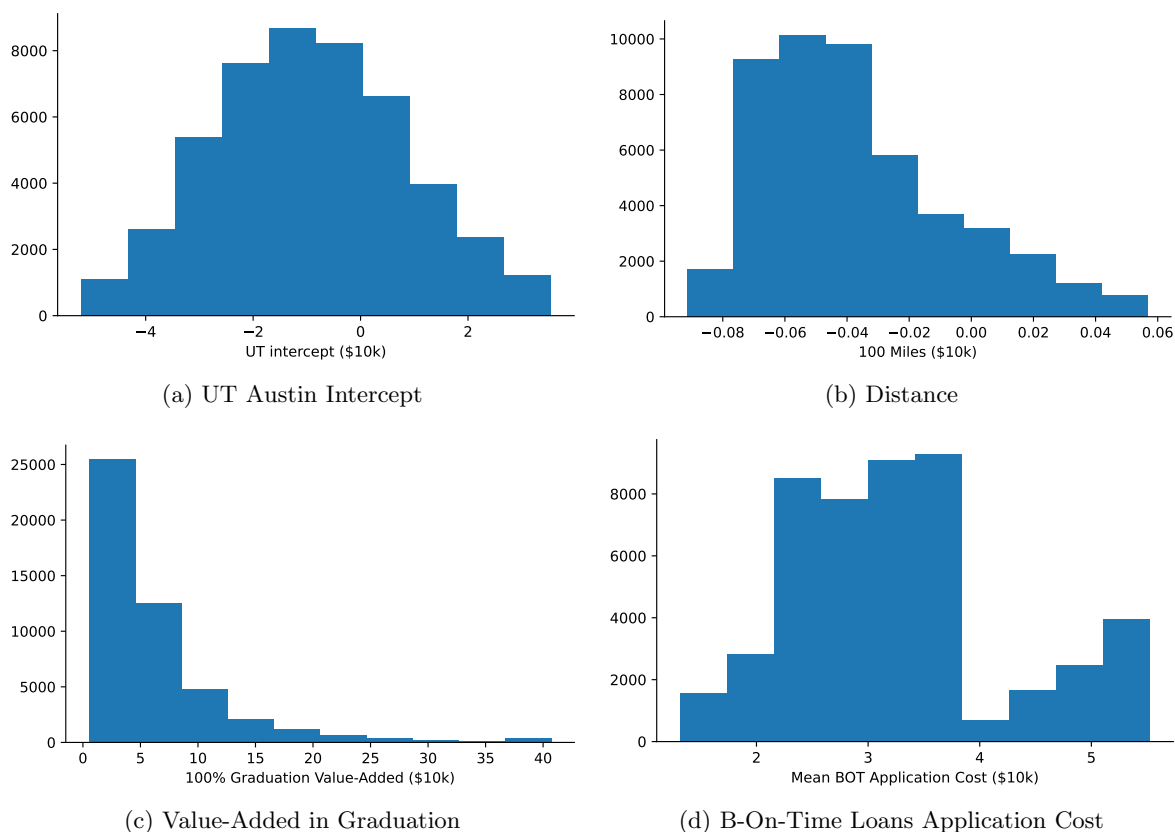 8000
6000
4000
2000
0
−4 −2 0 2
UT intercept ($10k)
(a) UT Austin Intercept
10000
8000
6000
4000
2000
0
−0.08 −0.06 −0.04 −0.02 0.00 0.02 0.04 0.06
100 Miles ($10k)
(b) Distance
25000
20000
15000
10000
5000
0
0 5 10 15 20 25 30 35 40
100% Graduation Value-Added ($10k)
(c) Value-Added in Graduation
8000
6000
4000
2000
0
2 3 4 5
Mean BOT Application Cost ($10k)
(d) B-On-Time Loans Application Cost